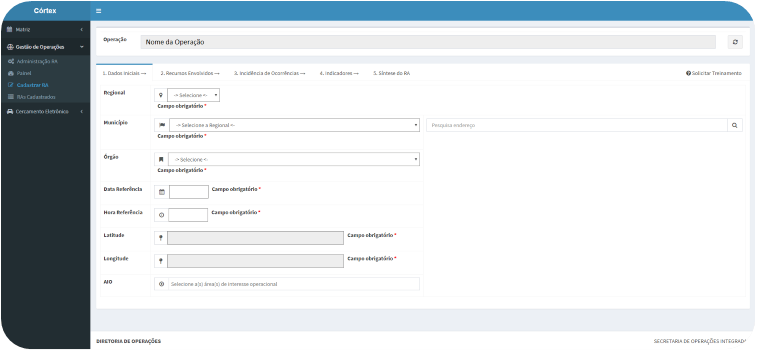 Córtex
Matriz
Gestão de Operações
Administração RA
Painel
Cadastrar RA
RAs Cadastrados
Cercamento Eletrônico
Operação
Nome da Operação
1. Dados Iniciais → 2. Recursos Envolvidos → 3. Incidência de Ocorrências → 4. Indicadores → 5. Síntese do RA
Solicitar Treinamento
Regional
-> Selecione <-
Campo obrigatório *
Município
-> Selecione a Regional <-
Pesquisa endereço
Campo obrigatório *
Órgão
-> Selecione <-
Campo obrigatório *
Data Referência
Campo obrigatório *
Hora Referência
Campo obrigatório *
Latitude
Campo obrigatório *
Longitude
Campo obrigatório *
AIO
Selecione a(s) área(s) de interesse operacional
DIRETORIA DE OPERAÇÕES
SECRETARIA DE OPERAÇÕES INTEGRAD